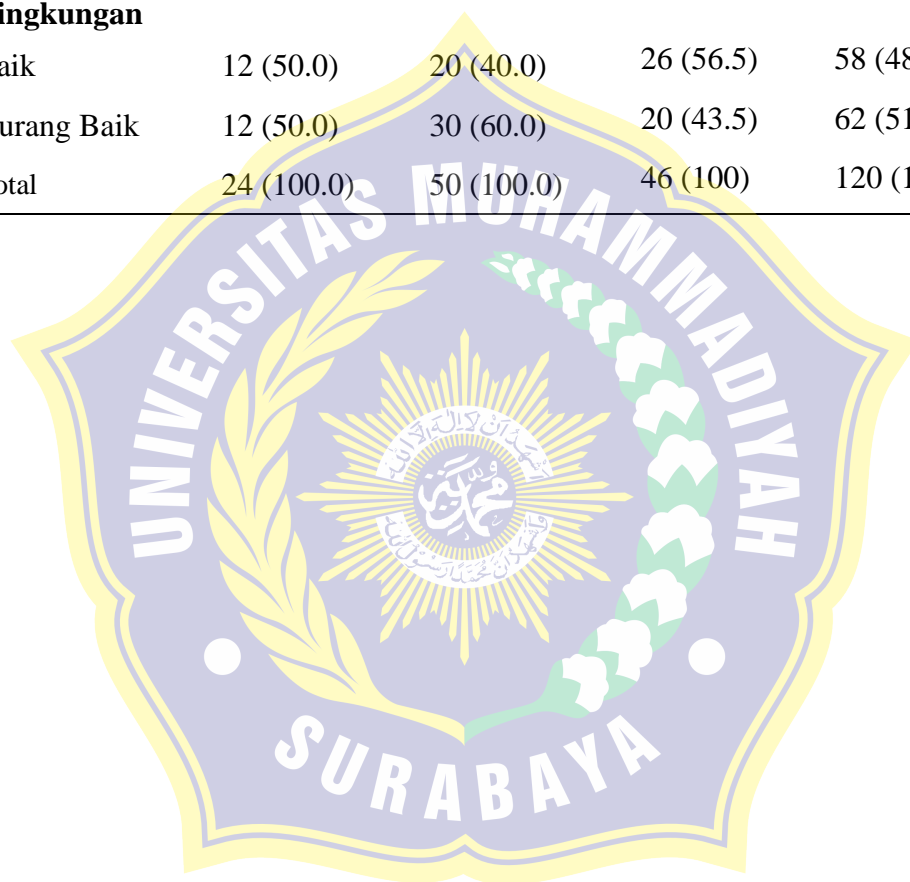 ingkungan
aik 12 (50.0) 20 (40.0) 26 (56.5) 58 (48
urang Baik 12 (50.0) 30 (60.0) 20 (43.5) 62 (51
otal 24 (100.0) 50 (100.0) 46 (100) 120 (1
UNIVERSITAS MUHAMMADIYAH
محمد
SURABAYA